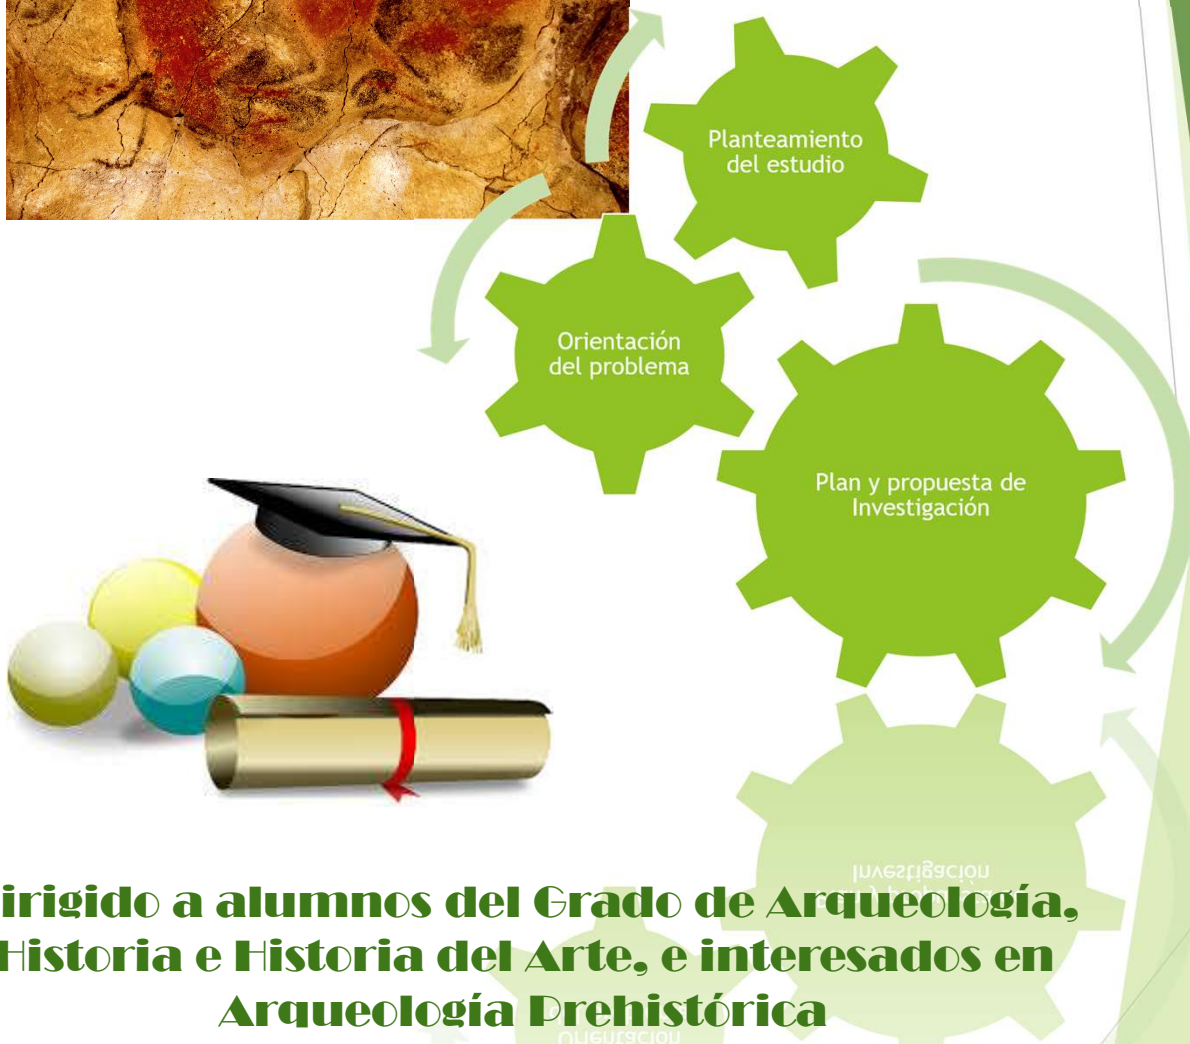 Planteamiento
del estudio
Orientación
del problema
Plan y propuesta de
Investigación
irigido a alumnos del Grado de Arqueología,
Historia e Historia del Arte, e interesados en
Arqueología Prehistórica